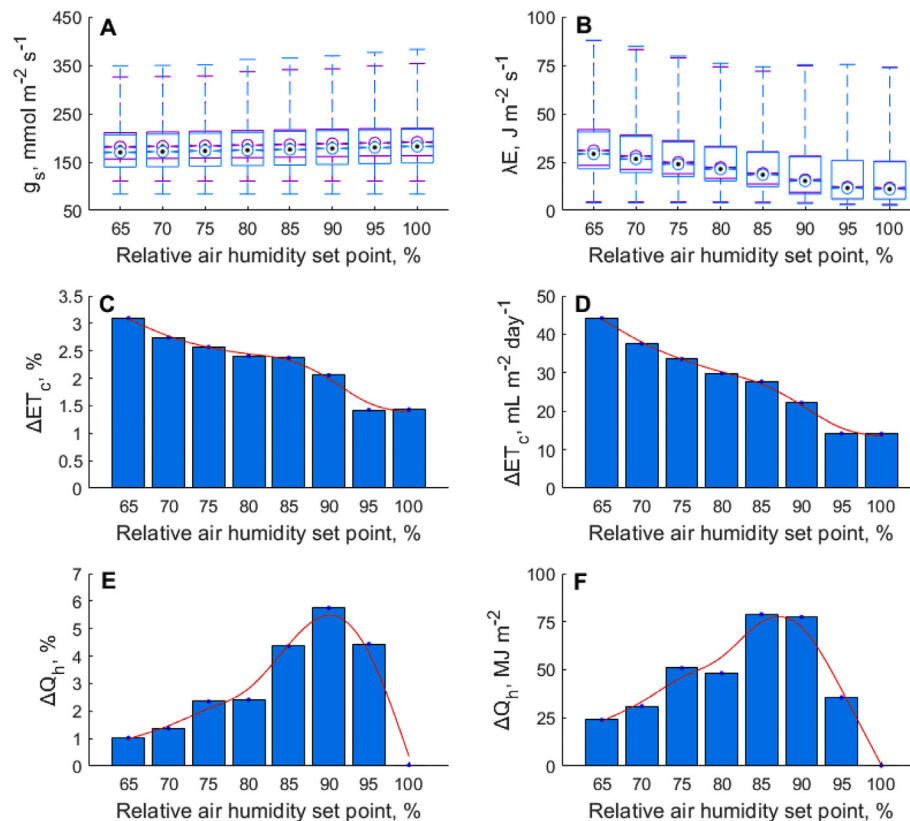 A
g_s, mmol m⁻² s⁻¹
450
350
250
150
50
65 70 75 80 85 90 95 100
Relative air humidity set point, %
B
λE, J m⁻² s⁻¹
100
75
50
25
0
65 70 75 80 85 90 95 100
Relative air humidity set point, %
C
ΔET_c, %
3.5
3
2.5
2
1.5
1
0.5
0
65 70 75 80 85 90 95 100
Relative air humidity set point, %
D
ΔET_c, mL m⁻² day⁻¹
50
40
30
20
10
0
65 70 75 80 85 90 95 100
Relative air humidity set point, %
E
ΔQ_h, %
7
6
5
4
3
2
1
0
65 70 75 80 85 90 95 100
Relative air humidity set point, %
F
ΔQ_h, MJ m⁻²
100
75
50
25
0
65 70 75 80 85 90 95 100
Relative air humidity set point, %